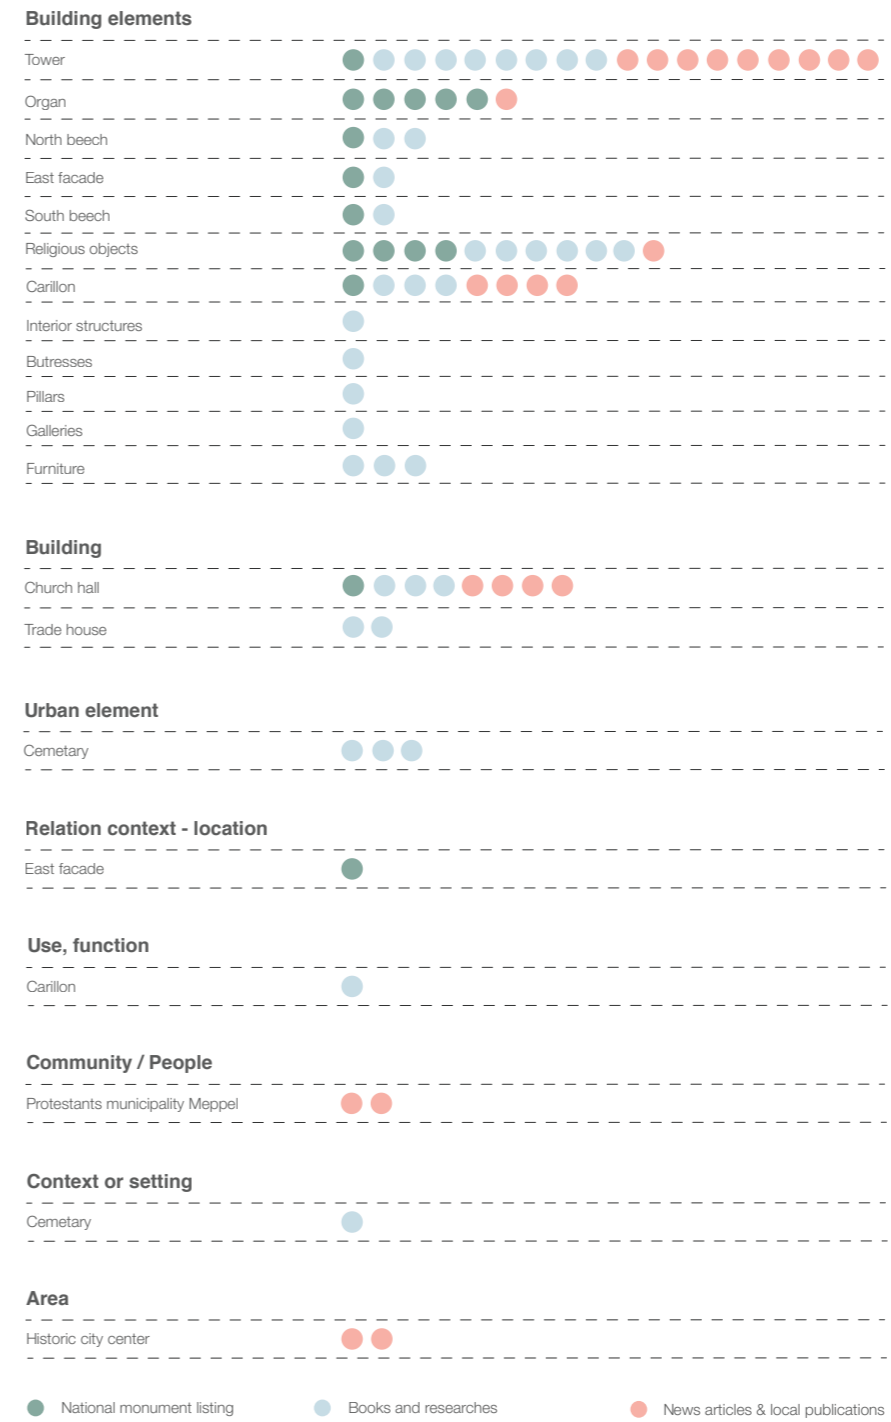 Building elements
Tower
Organ
North beech
East facade
South beech
Religious objects
Carillon
Interior structures
Butresses
Pillars
Galleries
Furniture
Building
Church hall
Trade house
Urban element
Cemetary
Relation context - location
East facade
Use, function
Carillon
Community / People
Protestants municipality Meppel
Context or setting
Cemetary
Area
Historic city center
National monument listing
Books and researches
News articles & local publications